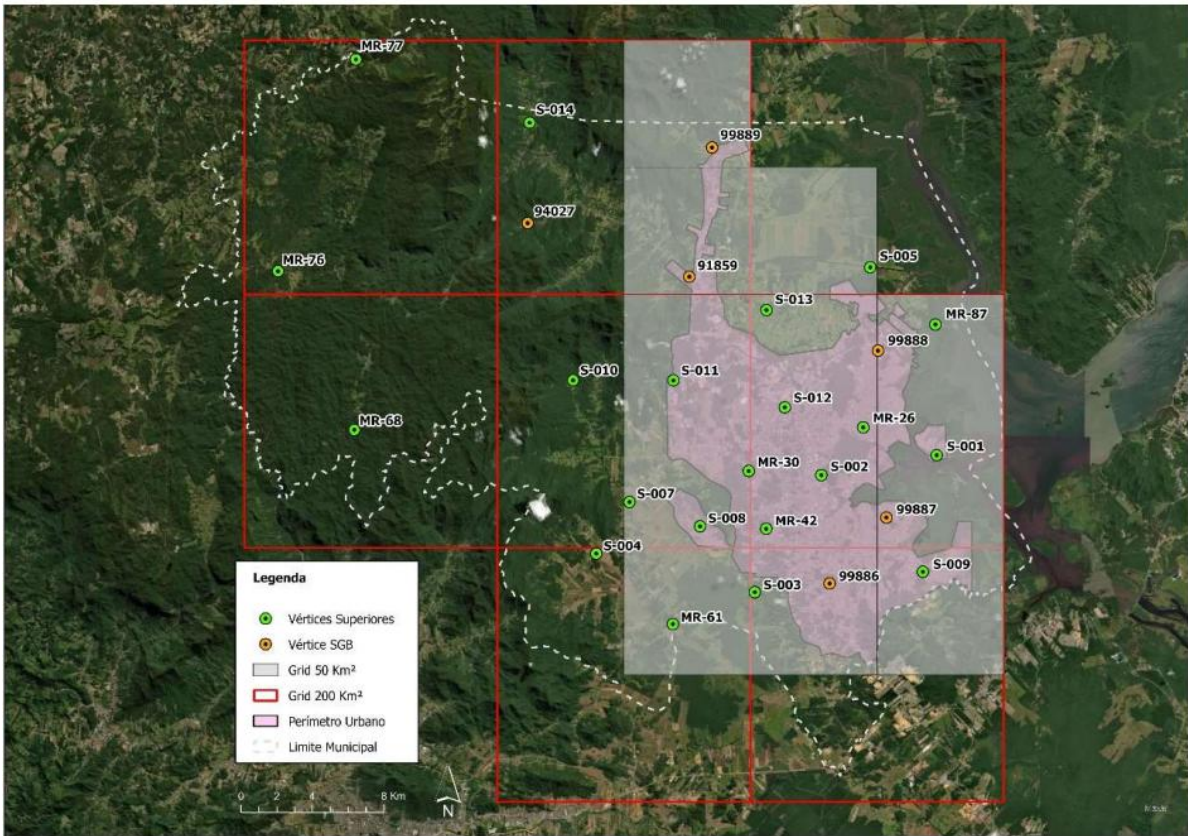 MR-77
S-014
99889
94027
S-005
MR-76
91859
S-013
MR-87
99888
S-010
S-011
S-012
MR-26
MR-68
S-001
MR-30
S-002
S-007
99887
S-008
MR-42
S-004
S-009
99886
S-003
MR-61
Legenda
Vértices Superiores
Vértice SGB
Grid 50 Km²
Grid 200 Km²
Perímetro Urbano
Limite Municipal
0 4 8 Km
N